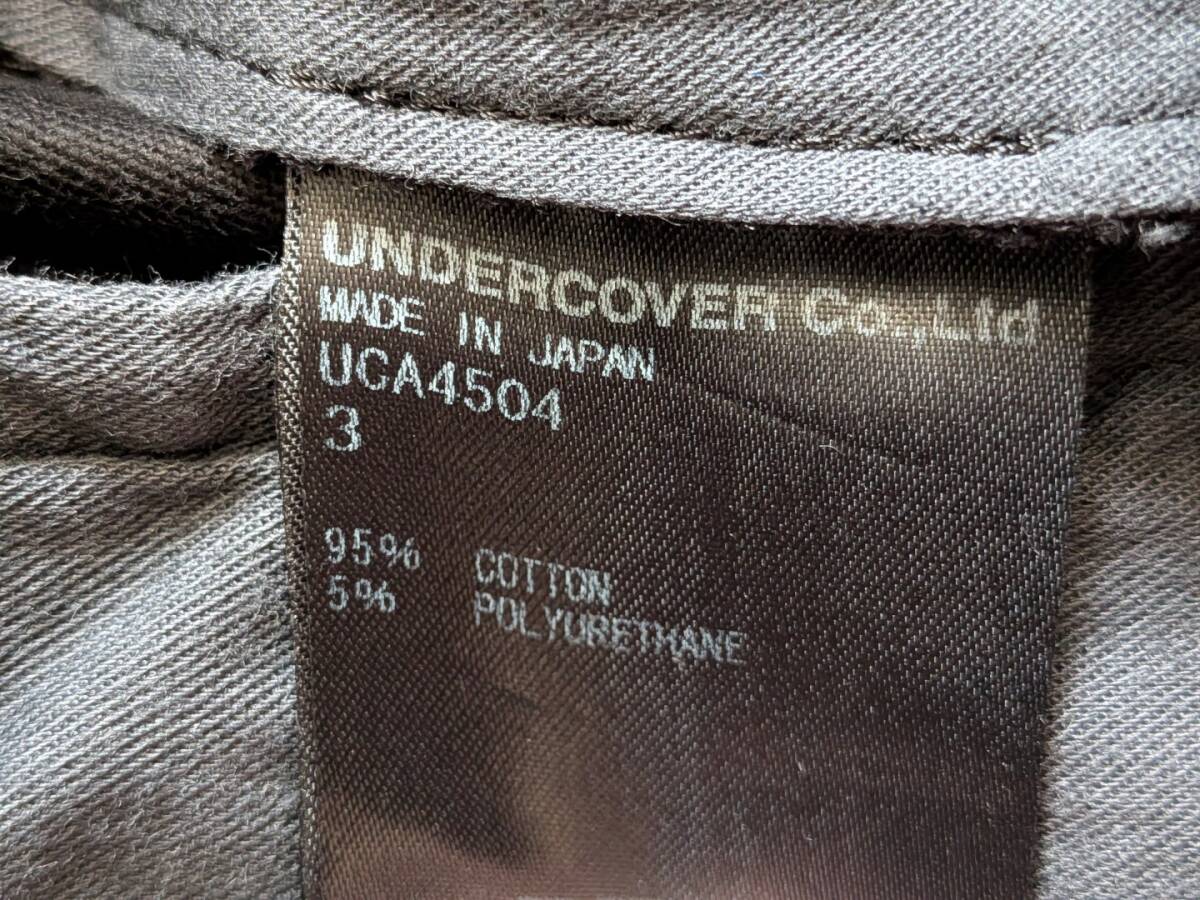 UNDERCOVER Co.,Ltd
MADE IN JAPAN
UCA4504
3
95% COTTON
5% POLYURETHANE